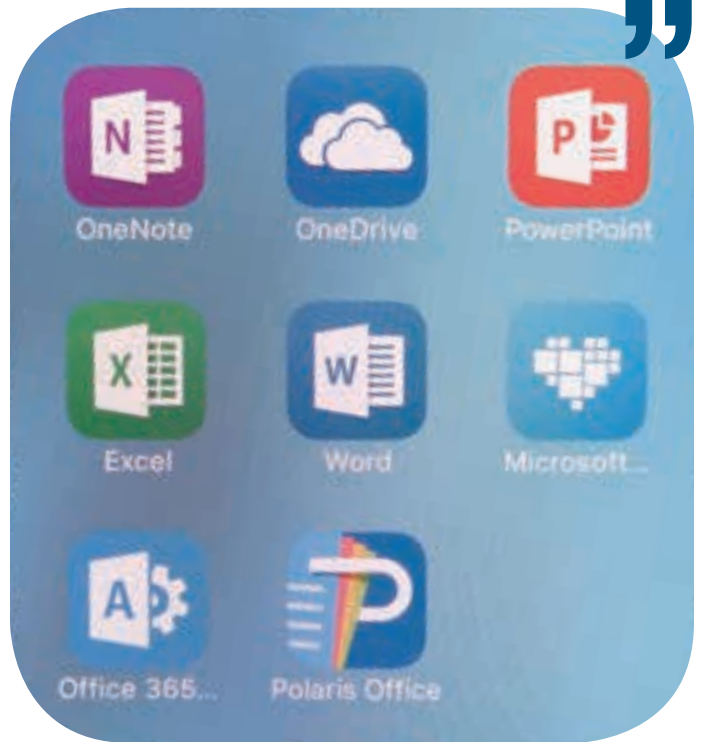 ”
N
P
OneNote OneDrive PowerPoint
X
W
Excel Word Microsoft...
A
Office 365... Polaris Office